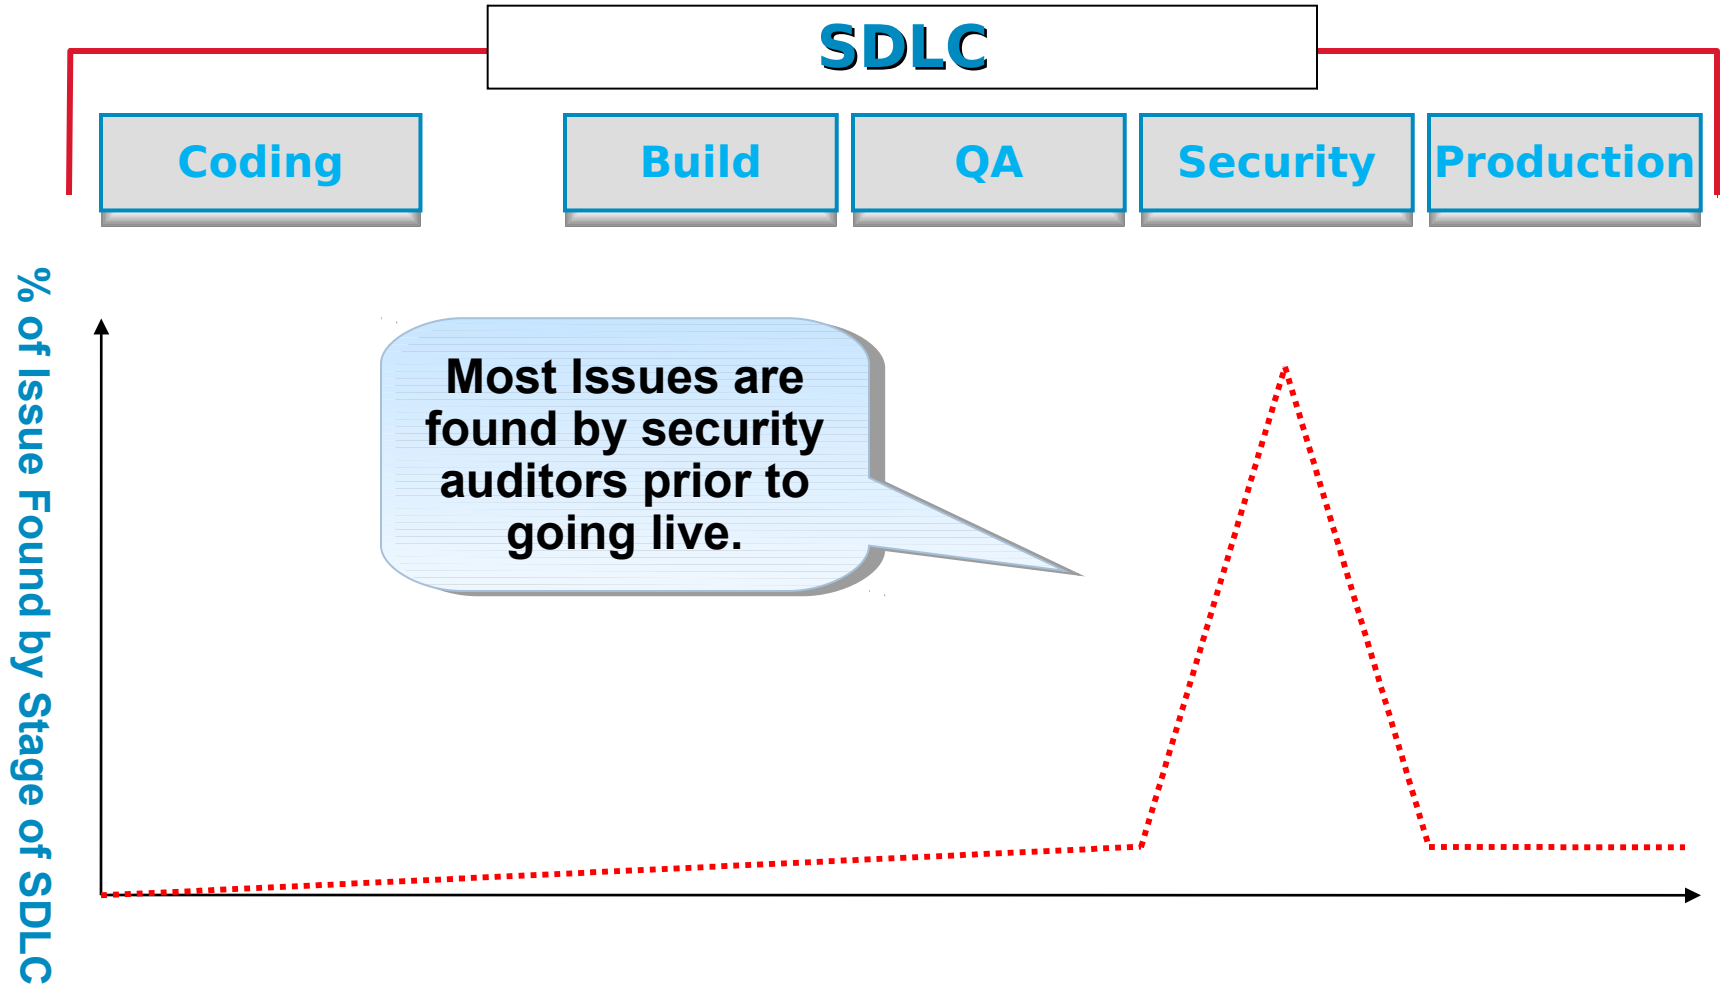 SDLC
Coding
Build
QA
Security
Production
% of Issue Found by Stage of SDLC
Most Issues are
found by security
auditors prior to
going live.